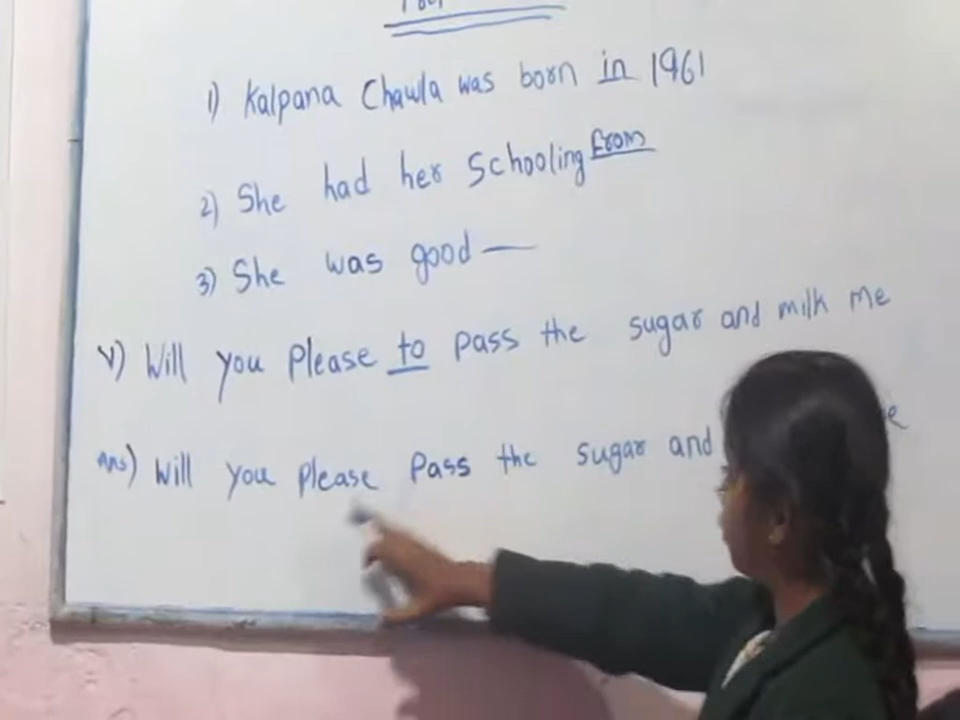 1) Kalpana Chawla was born in 1961
2) She had her Schooling from
3) She was good —
V) Will you Please to pass the sugar and milk me
Ans) Will you Please Pass the sugar and